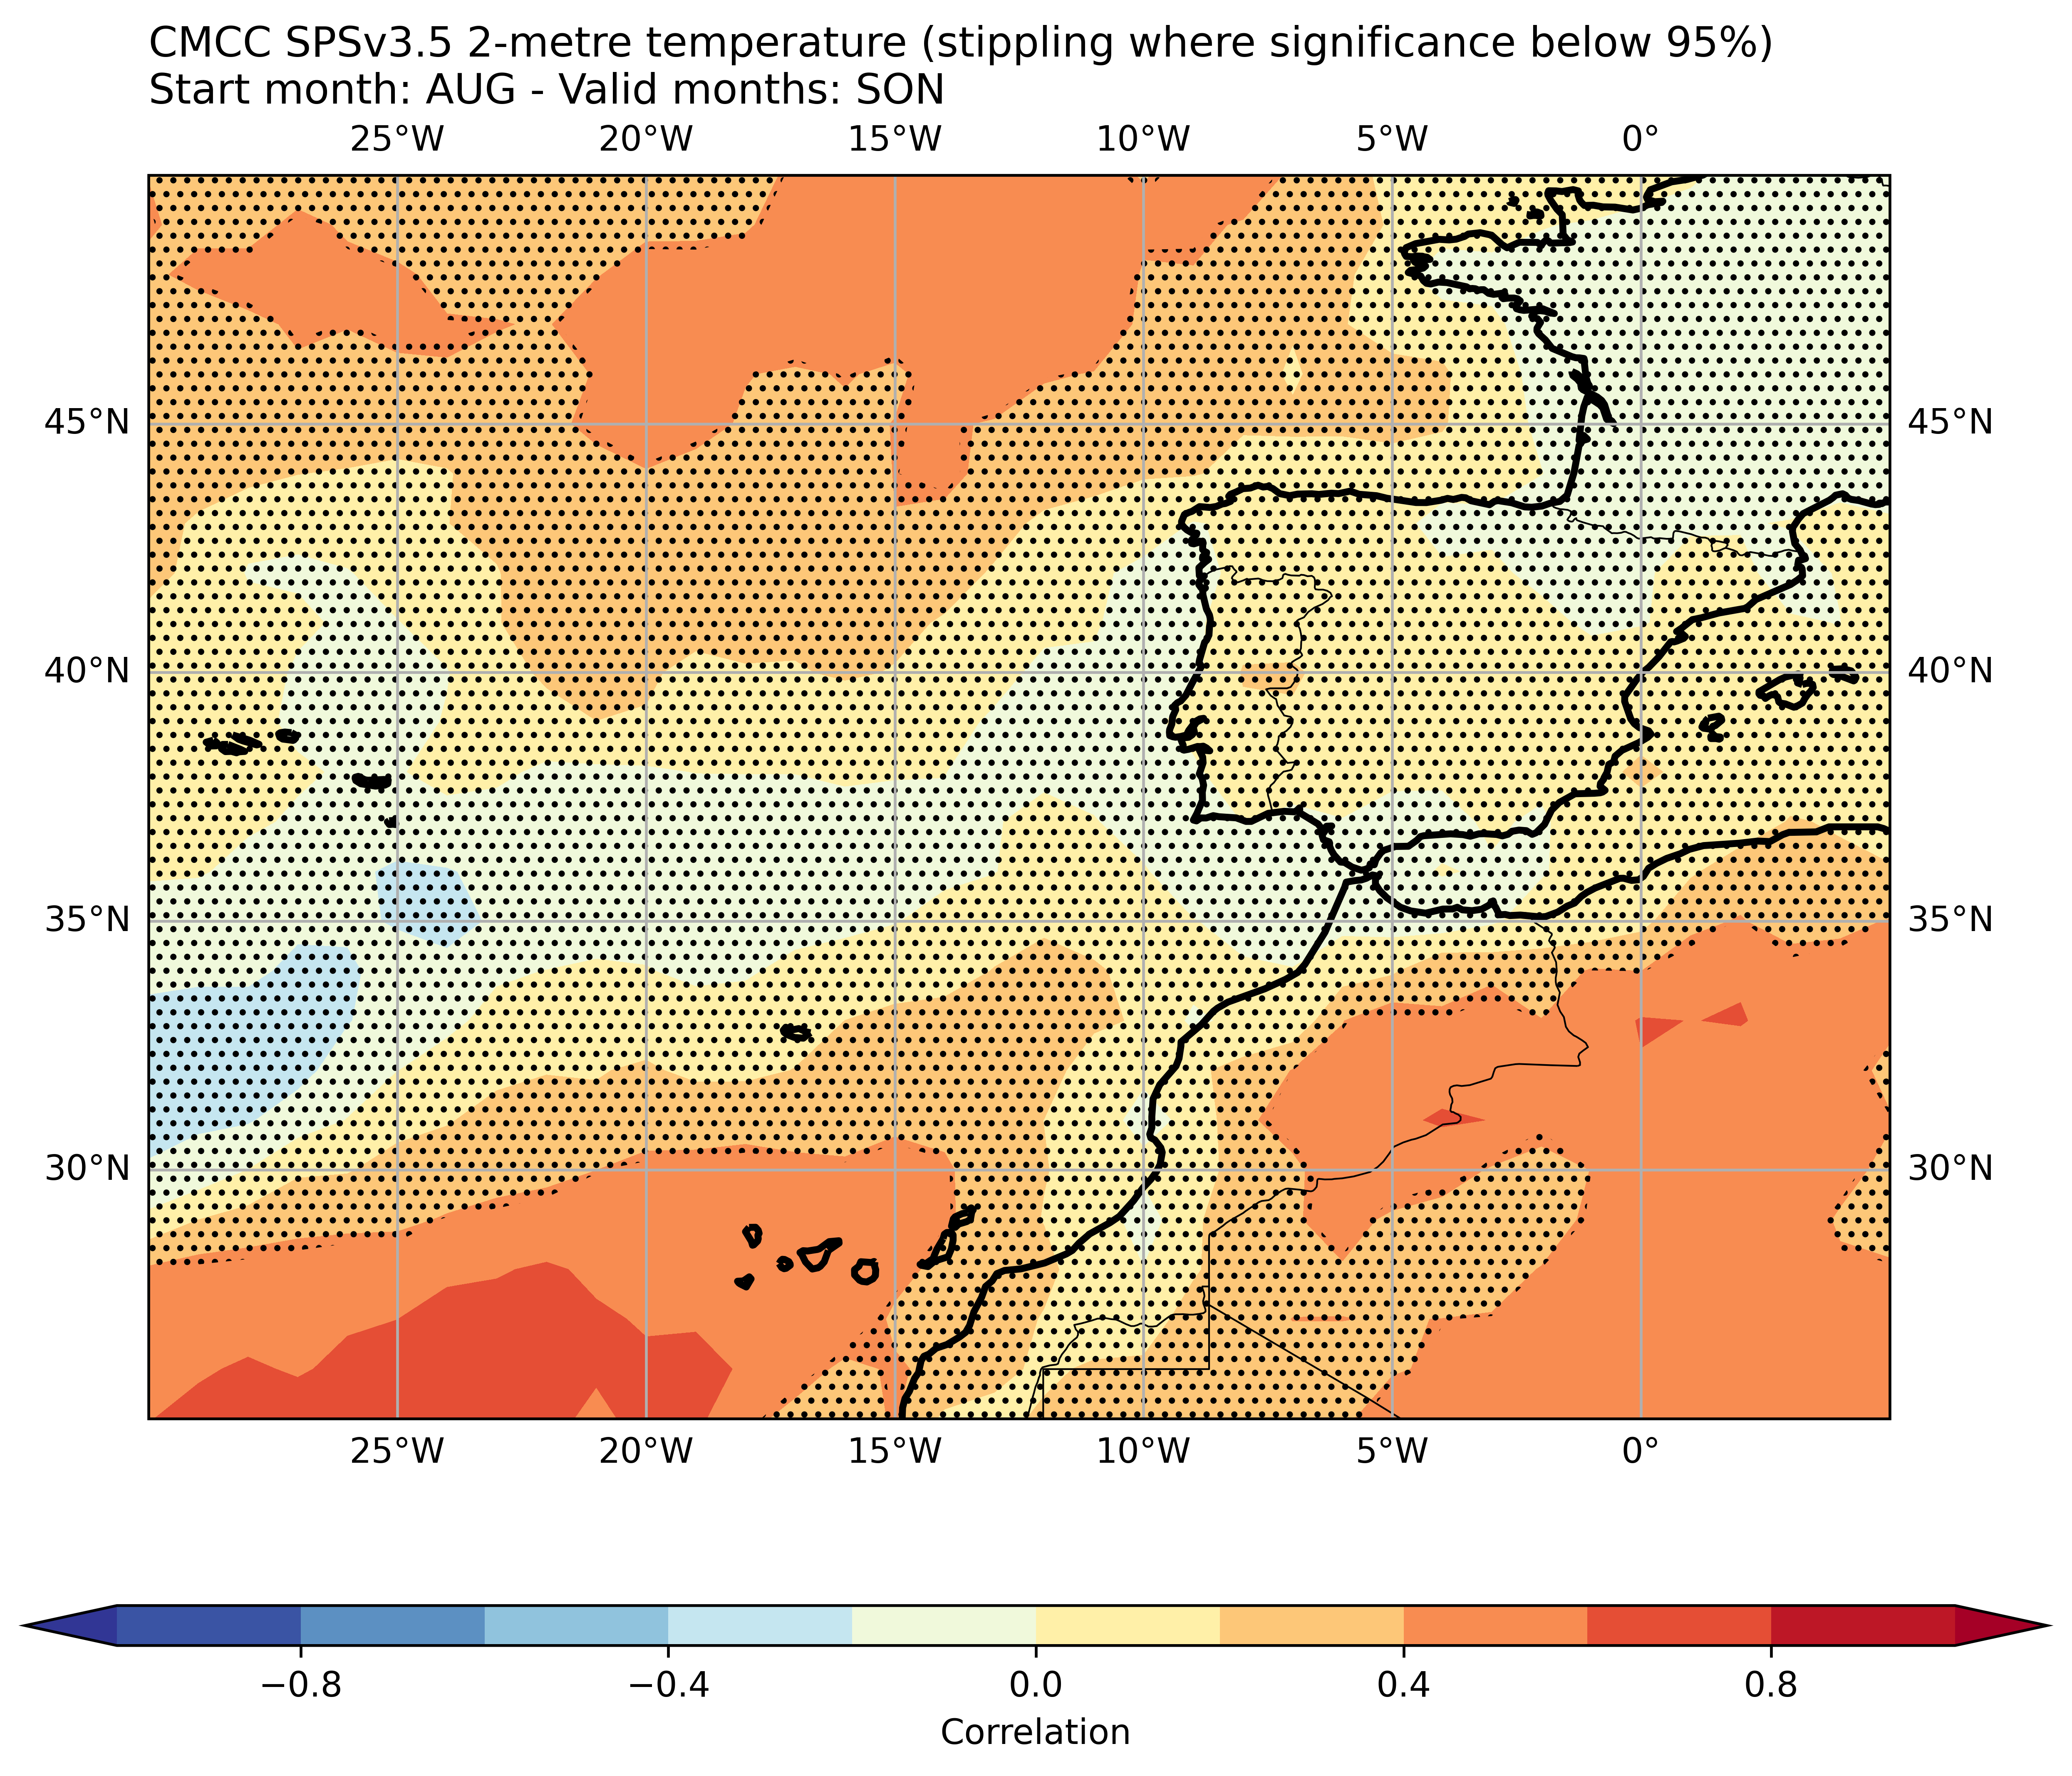 CMCC SPSv3.5 2-metre temperature (stippling where significance below 95%)
Start month: AUG - Valid months: SON
25°W 20°W 15°W 10°W 5°W 0°
45°N 45°N
40°N 40°N
35°N 35°N
30°N 30°N
25°W 20°W 15°W 10°W 5°W 0°
−0.8 −0.4 0.0 0.4 0.8
Correlation